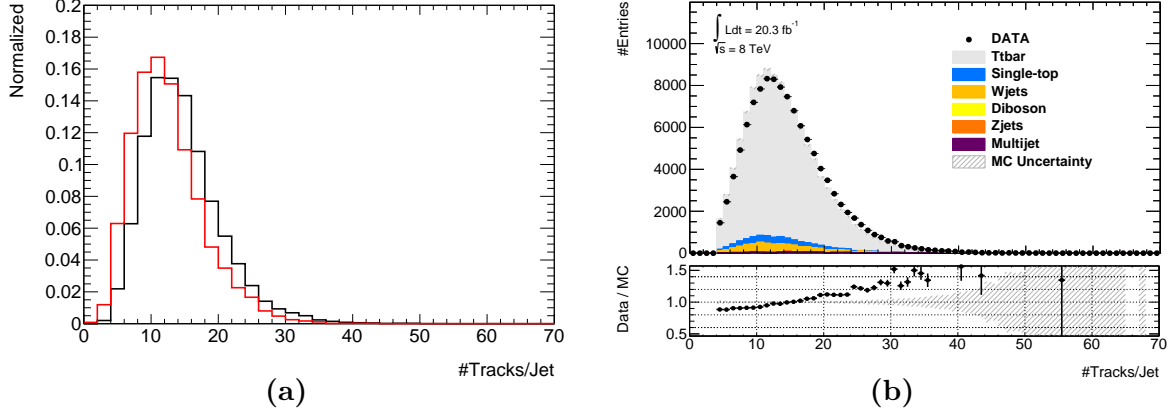 Normalized
0.2
0.18
0.16
0.14
0.12
0.1
0.08
0.06
0.04
0.02
0
0 10 20 30 40 50 60 70
#Tracks/Jet
(a)
#Entries
10000
8000
6000
4000
2000
0
∫ Ldt = 20.3 fb⁻¹
√s = 8 TeV
DATA
Ttbar
Single-top
Wjets
Diboson
Zjets
Multijet
MC Uncertainty
Data / MC
1.5
1.0
0.5
0 10 20 30 40 50 60 70
#Tracks/Jet
(b)